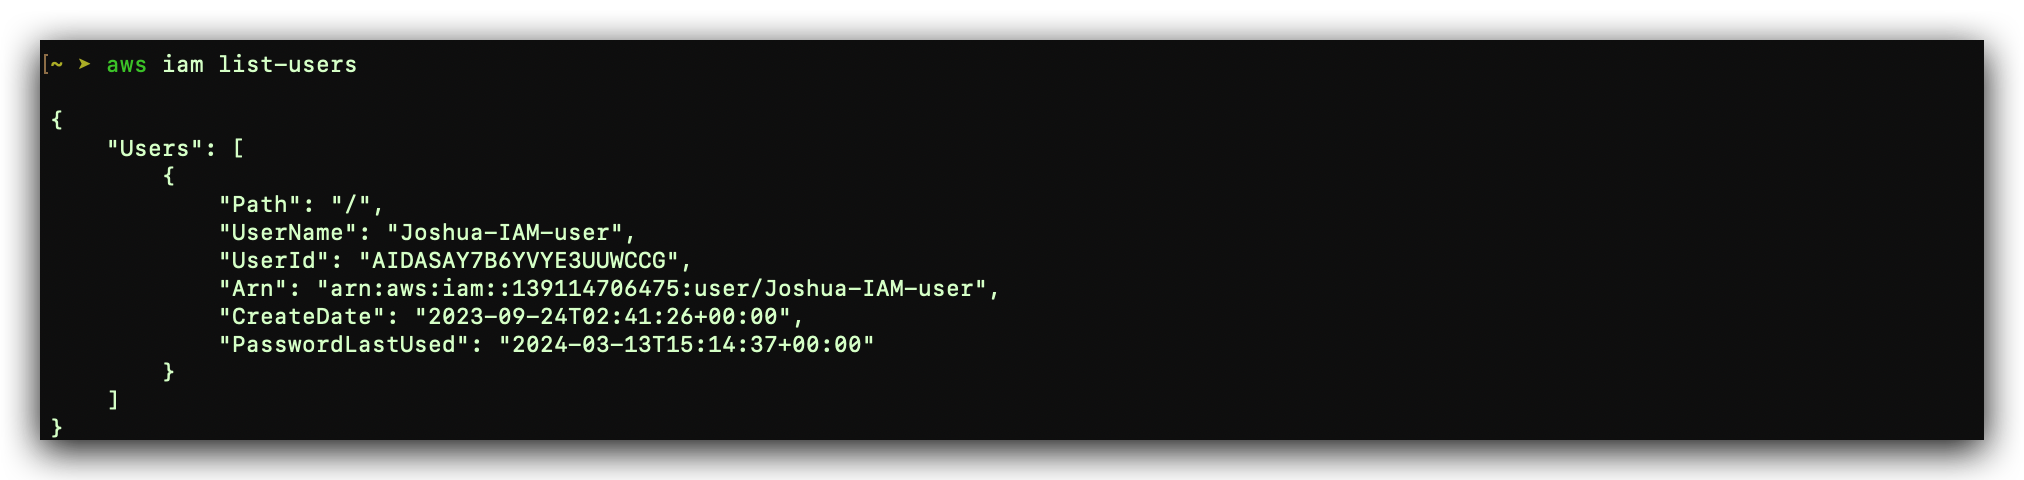 [~ ➤ aws iam list-users
{
    "Users": [
        {
            "Path": "/",
            "UserName": "Joshua-IAM-user",
            "UserId": "AIDASAY7B6YVYE3UUWCCG",
            "Arn": "arn:aws:iam::139114706475:user/Joshua-IAM-user",
            "CreateDate": "2023-09-24T02:41:26+00:00",
            "PasswordLastUsed": "2024-03-13T15:14:37+00:00"
        }
    ]
}